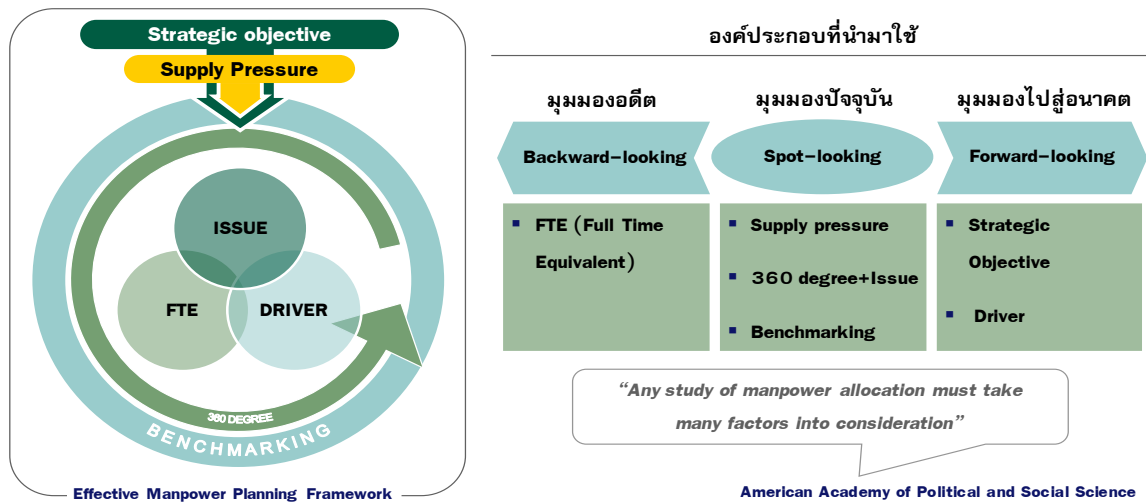 Strategic objective
Supply Pressure
ISSUE
FTE
DRIVER
360 DEGREE
BENCHMARKING
Effective Manpower Planning Framework
องค์ประกอบที่นำมาใช้
มุมมองอดีต
มุมมองปัจจุบัน
มุมมองไปสู่อนาคต
Backward-looking
Spot-looking
Forward-looking
▪ FTE (Full Time
Equivalent)
▪ Supply pressure
▪ 360 degree+Issue
▪ Benchmarking
▪ Strategic
Objective
▪ Driver
“Any study of manpower allocation must take
many factors into consideration”
American Academy of Political and Social Science